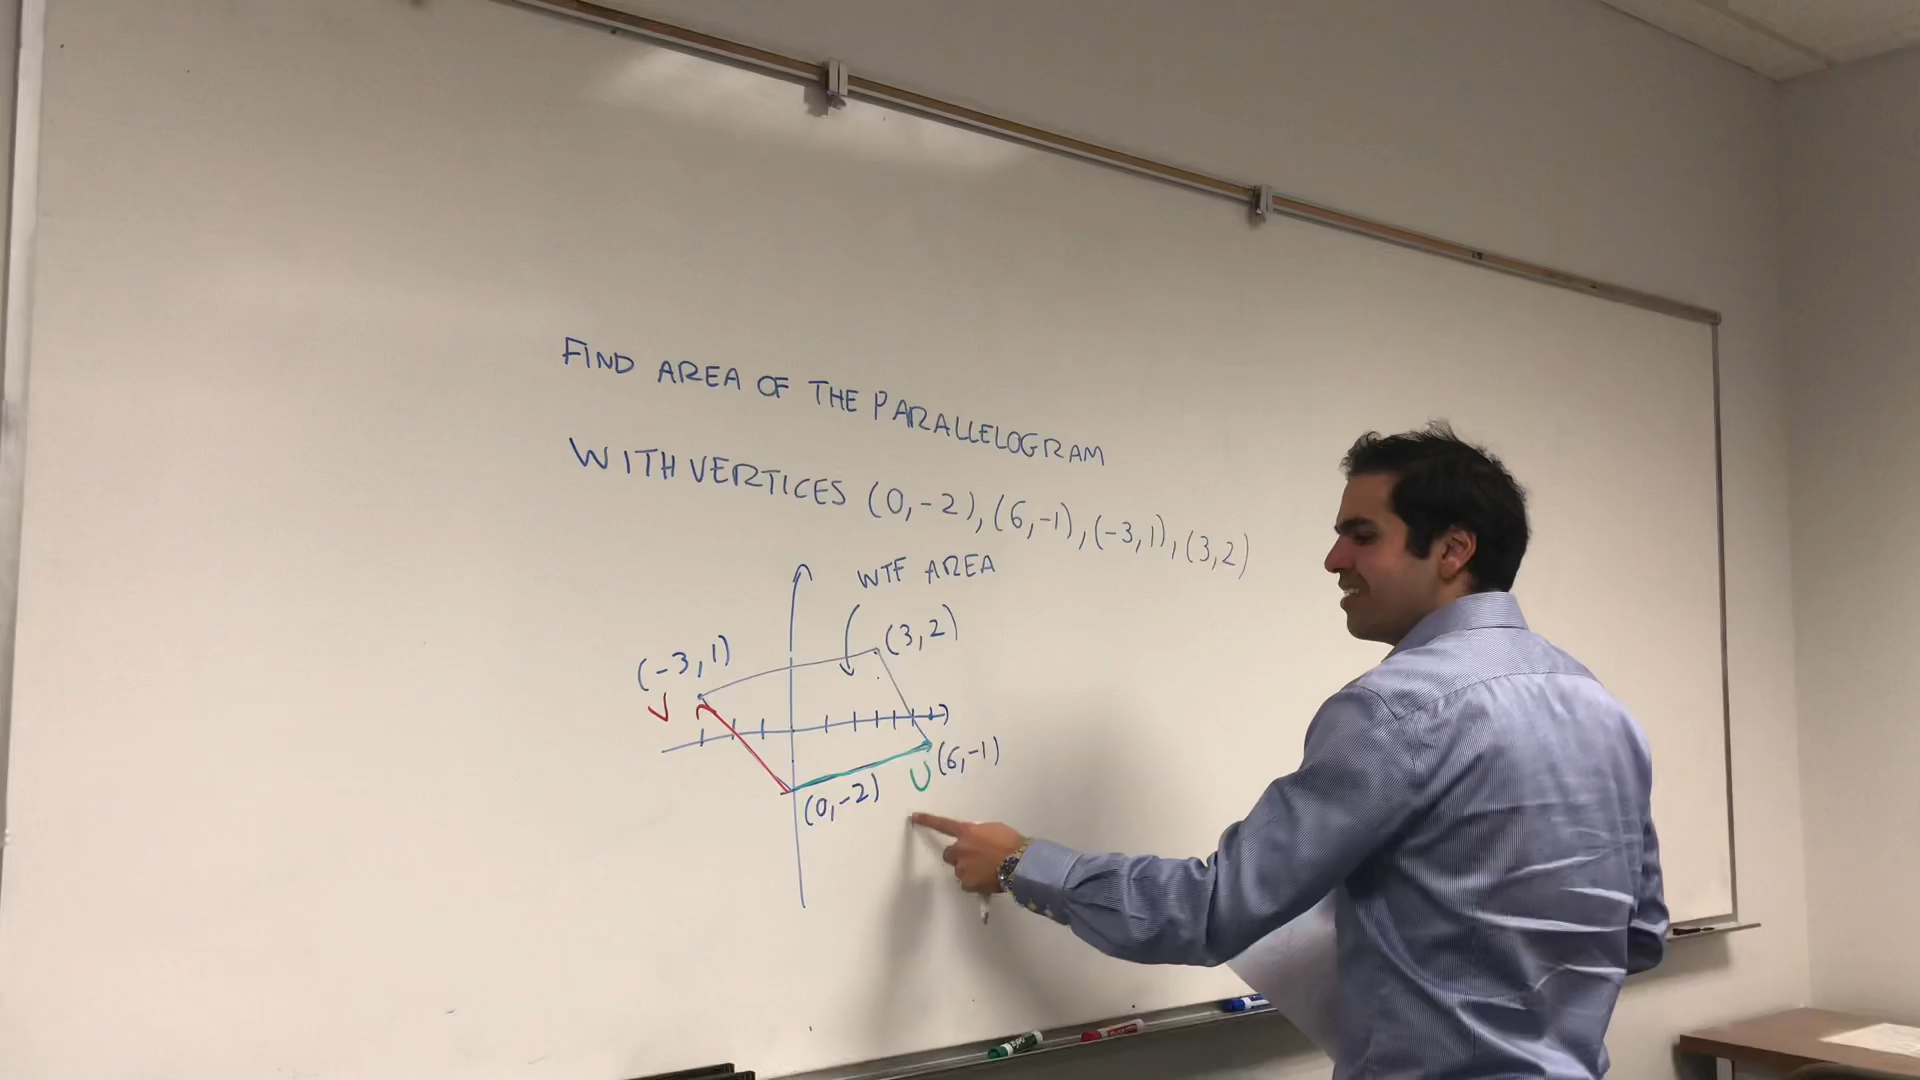 FIND AREA OF THE PARALLELOGRAM
WITH VERTICES (0,-2), (6,-1), (-3,1), (3,2)
WTF AREA
(3,2)
(-3,1)
V
(6,-1)
U
(0,-2)